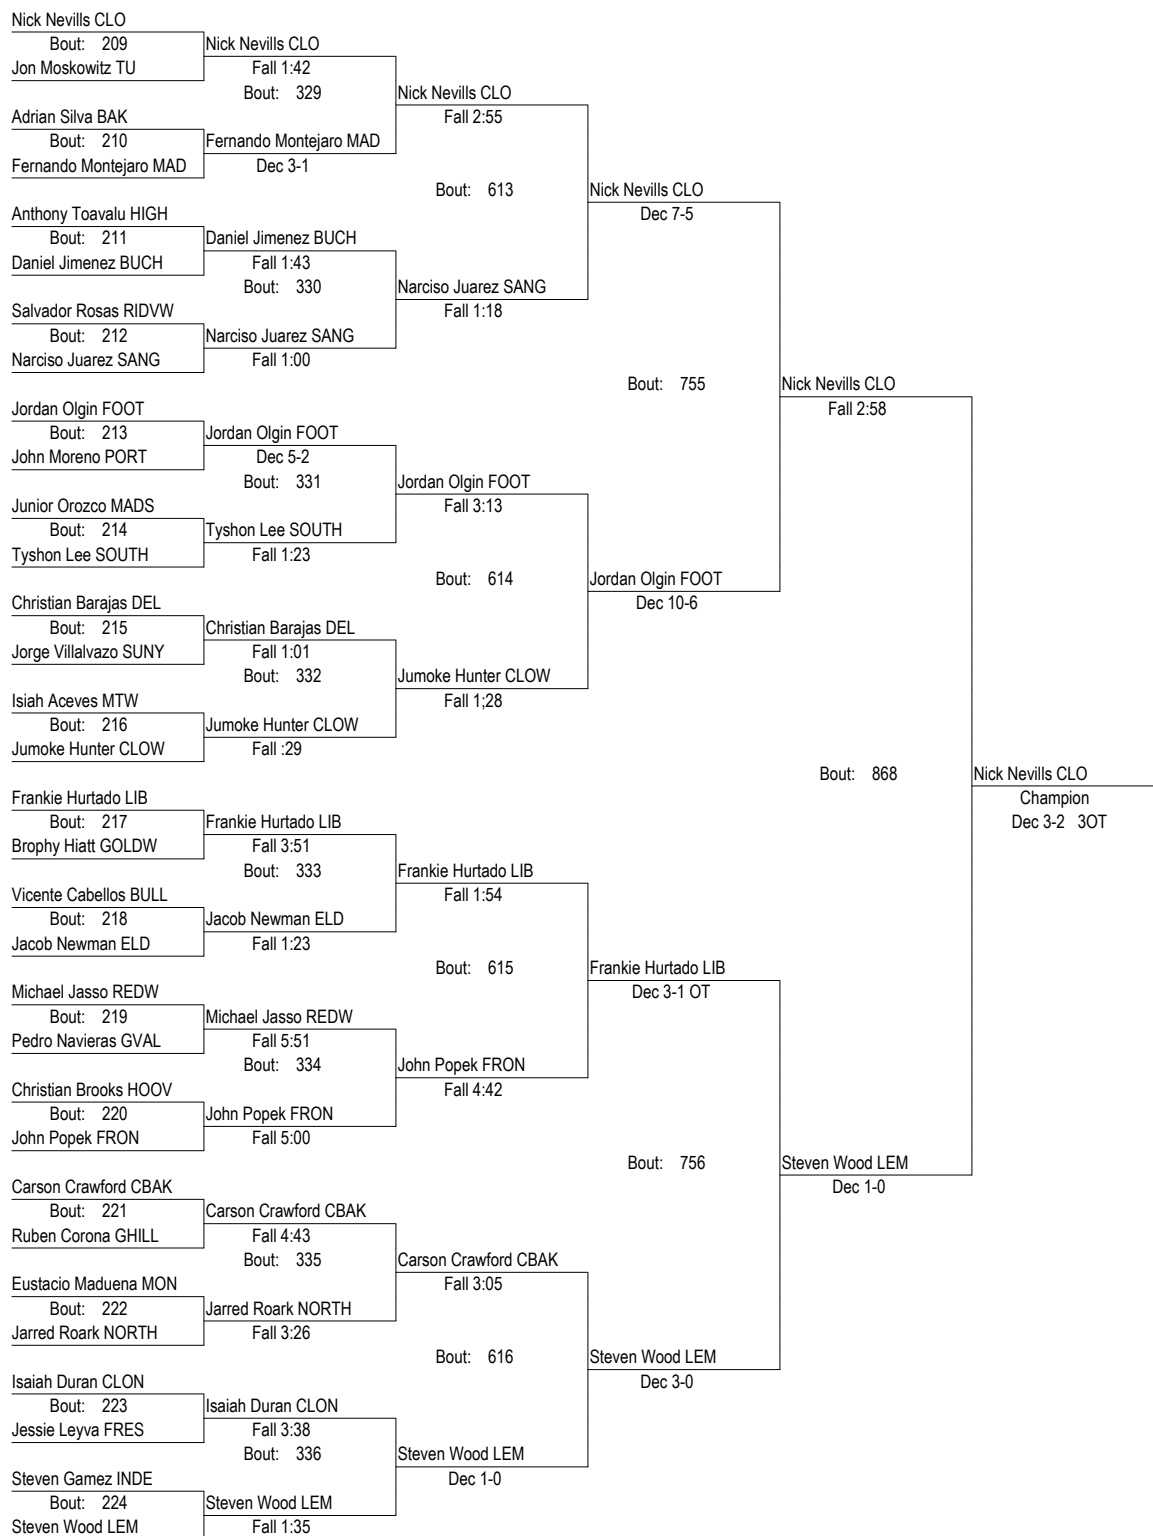 Nick Nevills CLO
Bout: 209 Nick Nevills CLO
Jon Moskowitz TU Fall 1:42
Bout: 329 Nick Nevills CLO
Adrian Silva BAK Fall 2:55
Bout: 210 Fernando Montejaro MAD
Fernando Montejaro MAD Dec 3-1
Bout: 613 Nick Nevills CLO
Anthony Toavalu HIGH Dec 7-5
Bout: 211 Daniel Jimenez BUCH
Daniel Jimenez BUCH Fall 1:43
Bout: 330 Narciso Juarez SANG
Salvador Rosas RIDVW Fall 1:18
Bout: 212 Narciso Juarez SANG
Narciso Juarez SANG Fall 1:00
Bout: 755 Nick Nevills CLO
Jordan Olgin FOOT Fall 2:58
Bout: 213 Jordan Olgin FOOT
John Moreno PORT Dec 5-2
Bout: 331 Jordan Olgin FOOT
Junior Orozco MADS Fall 3:13
Bout: 214 Tyshon Lee SOUTH
Tyshon Lee SOUTH Fall 1:23
Bout: 614 Jordan Olgin FOOT
Christian Barajas DEL Dec 10-6
Bout: 215 Christian Barajas DEL
Jorge Villalvazo SUNY Fall 1:01
Bout: 332 Jumoke Hunter CLOW
Isiah Aceves MTW Fall 1;28
Bout: 216 Jumoke Hunter CLOW
Jumoke Hunter CLOW Fall :29
Bout: 868 Nick Nevills CLO
Frankie Hurtado LIB Champion
Bout: 217 Frankie Hurtado LIB Dec 3-2 3OT
Brophy Hiatt GOLDW Fall 3:51
Bout: 333 Frankie Hurtado LIB
Vicente Cabellos BULL Fall 1:54
Bout: 218 Jacob Newman ELD
Jacob Newman ELD Fall 1:23
Bout: 615 Frankie Hurtado LIB
Michael Jasso REDW Dec 3-1 OT
Bout: 219 Michael Jasso REDW
Pedro Navieras GVAL Fall 5:51
Bout: 334 John Popek FRON
Christian Brooks HOOV Fall 4:42
Bout: 220 John Popek FRON
John Popek FRON Fall 5:00
Bout: 756 Steven Wood LEM
Carson Crawford CBAK Dec 1-0
Bout: 221 Carson Crawford CBAK
Ruben Corona GHILL Fall 4:43
Bout: 335 Carson Crawford CBAK
Eustacio Maduena MON Fall 3:05
Bout: 222 Jarred Roark NORTH
Jarred Roark NORTH Fall 3:26
Bout: 616 Steven Wood LEM
Isaiah Duran CLON Dec 3-0
Bout: 223 Isaiah Duran CLON
Jessie Leyva FRES Fall 3:38
Bout: 336 Steven Wood LEM
Steven Gamez INDE Dec 1-0
Bout: 224 Steven Wood LEM
Steven Wood LEM Fall 1:35